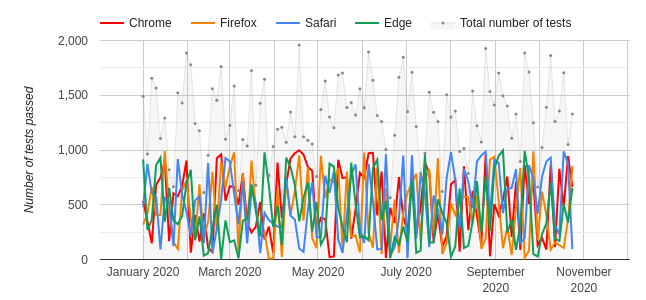 Chrome Firefox Safari Edge Total number of tests
Number of tests passed
2,000
1,500
1,000
500
0
January 2020 March 2020 May 2020 July 2020 September 2020 November 2020